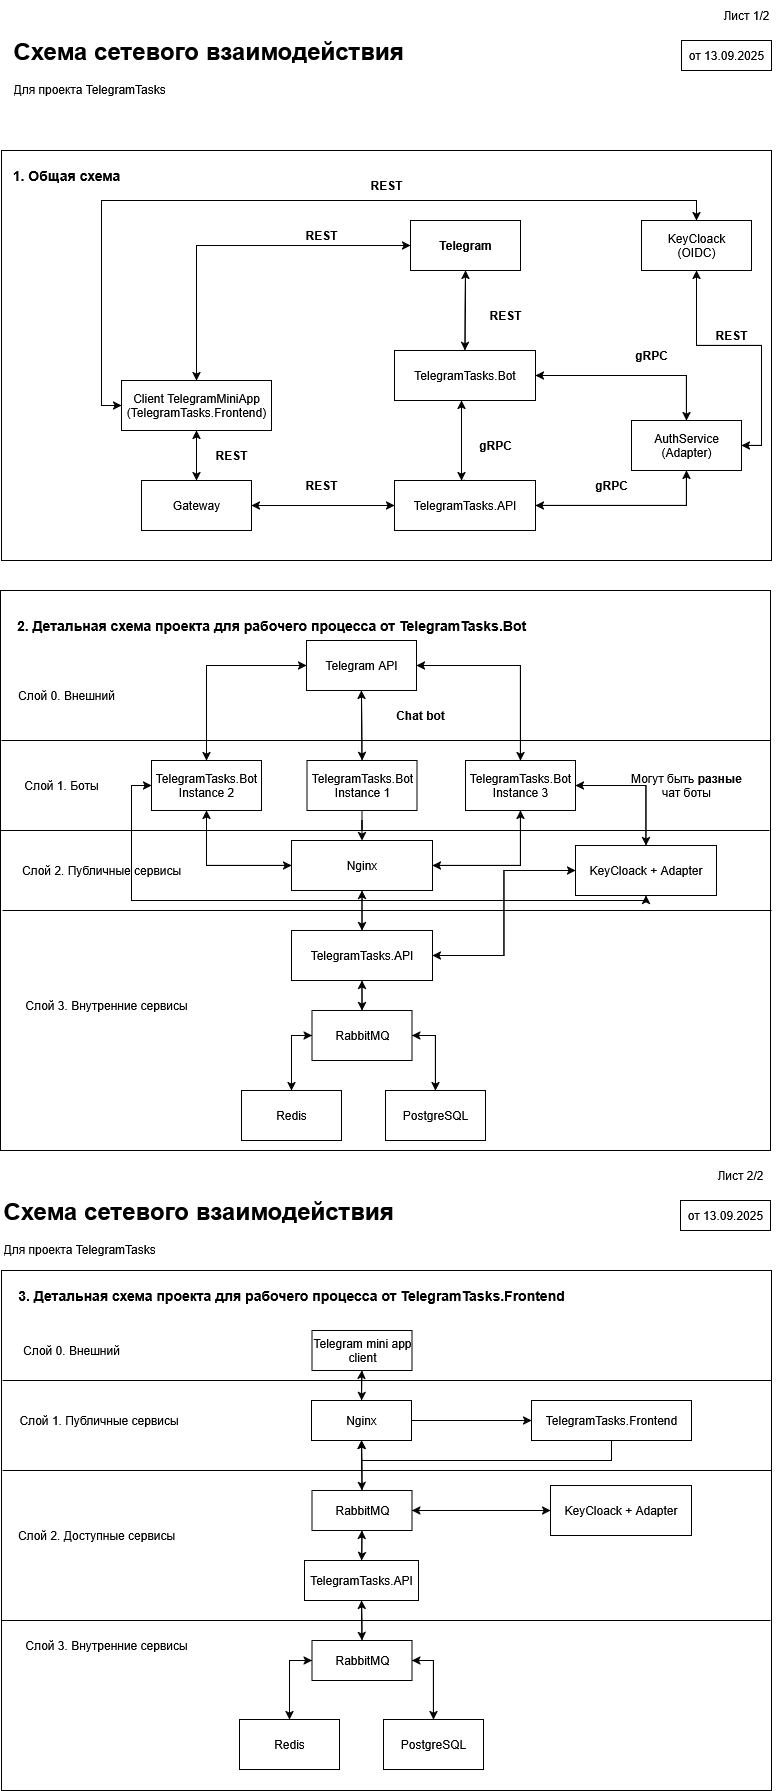 Лист 1/2
Схема сетевого взаимодействия
от 13.09.2025
Для проекта TelegramTasks
1. Общая схема
REST
REST
Telegram
KeyCloack
(OIDC)
REST
REST
gRPC
TelegramTasks.Bot
Client TelegramMiniApp
(TelegramTasks.Frontend)
AuthService
(Adapter)
REST
gRPC
REST
gRPC
Gateway
TelegramTasks.API
2. Детальная схема проекта для рабочего процесса от TelegramTasks.Bot
Telegram API
Слой 0. Внешний
Chat bot
Слой 1. Боты
TelegramTasks.Bot
Instance 2
TelegramTasks.Bot
Instance 1
TelegramTasks.Bot
Instance 3
Могут быть разные
чат боты
Слой 2. Публичные сервисы
Nginx
KeyCloack + Adapter
TelegramTasks.API
Слой 3. Внутренние сервисы
RabbitMQ
Redis
PostgreSQL
Лист 2/2
Схема сетевого взаимодействия
от 13.09.2025
Для проекта TelegramTasks
3. Детальная схема проекта для рабочего процесса от TelegramTasks.Frontend
Слой 0. Внешний
Telegram mini app
client
Слой 1. Публичные сервисы
Nginx
TelegramTasks.Frontend
RabbitMQ
KeyCloack + Adapter
Слой 2. Доступные сервисы
TelegramTasks.API
Слой 3. Внутренние сервисы
RabbitMQ
Redis
PostgreSQL